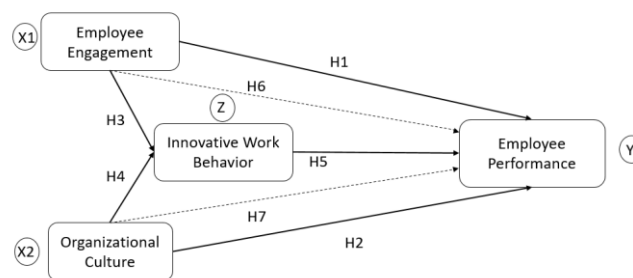 X1
Employee
Engagement
H1
H6
H3
Z
Innovative Work
Behavior
H5
Employee
Performance
Y
H4
H7
X2
Organizational
Culture
H2